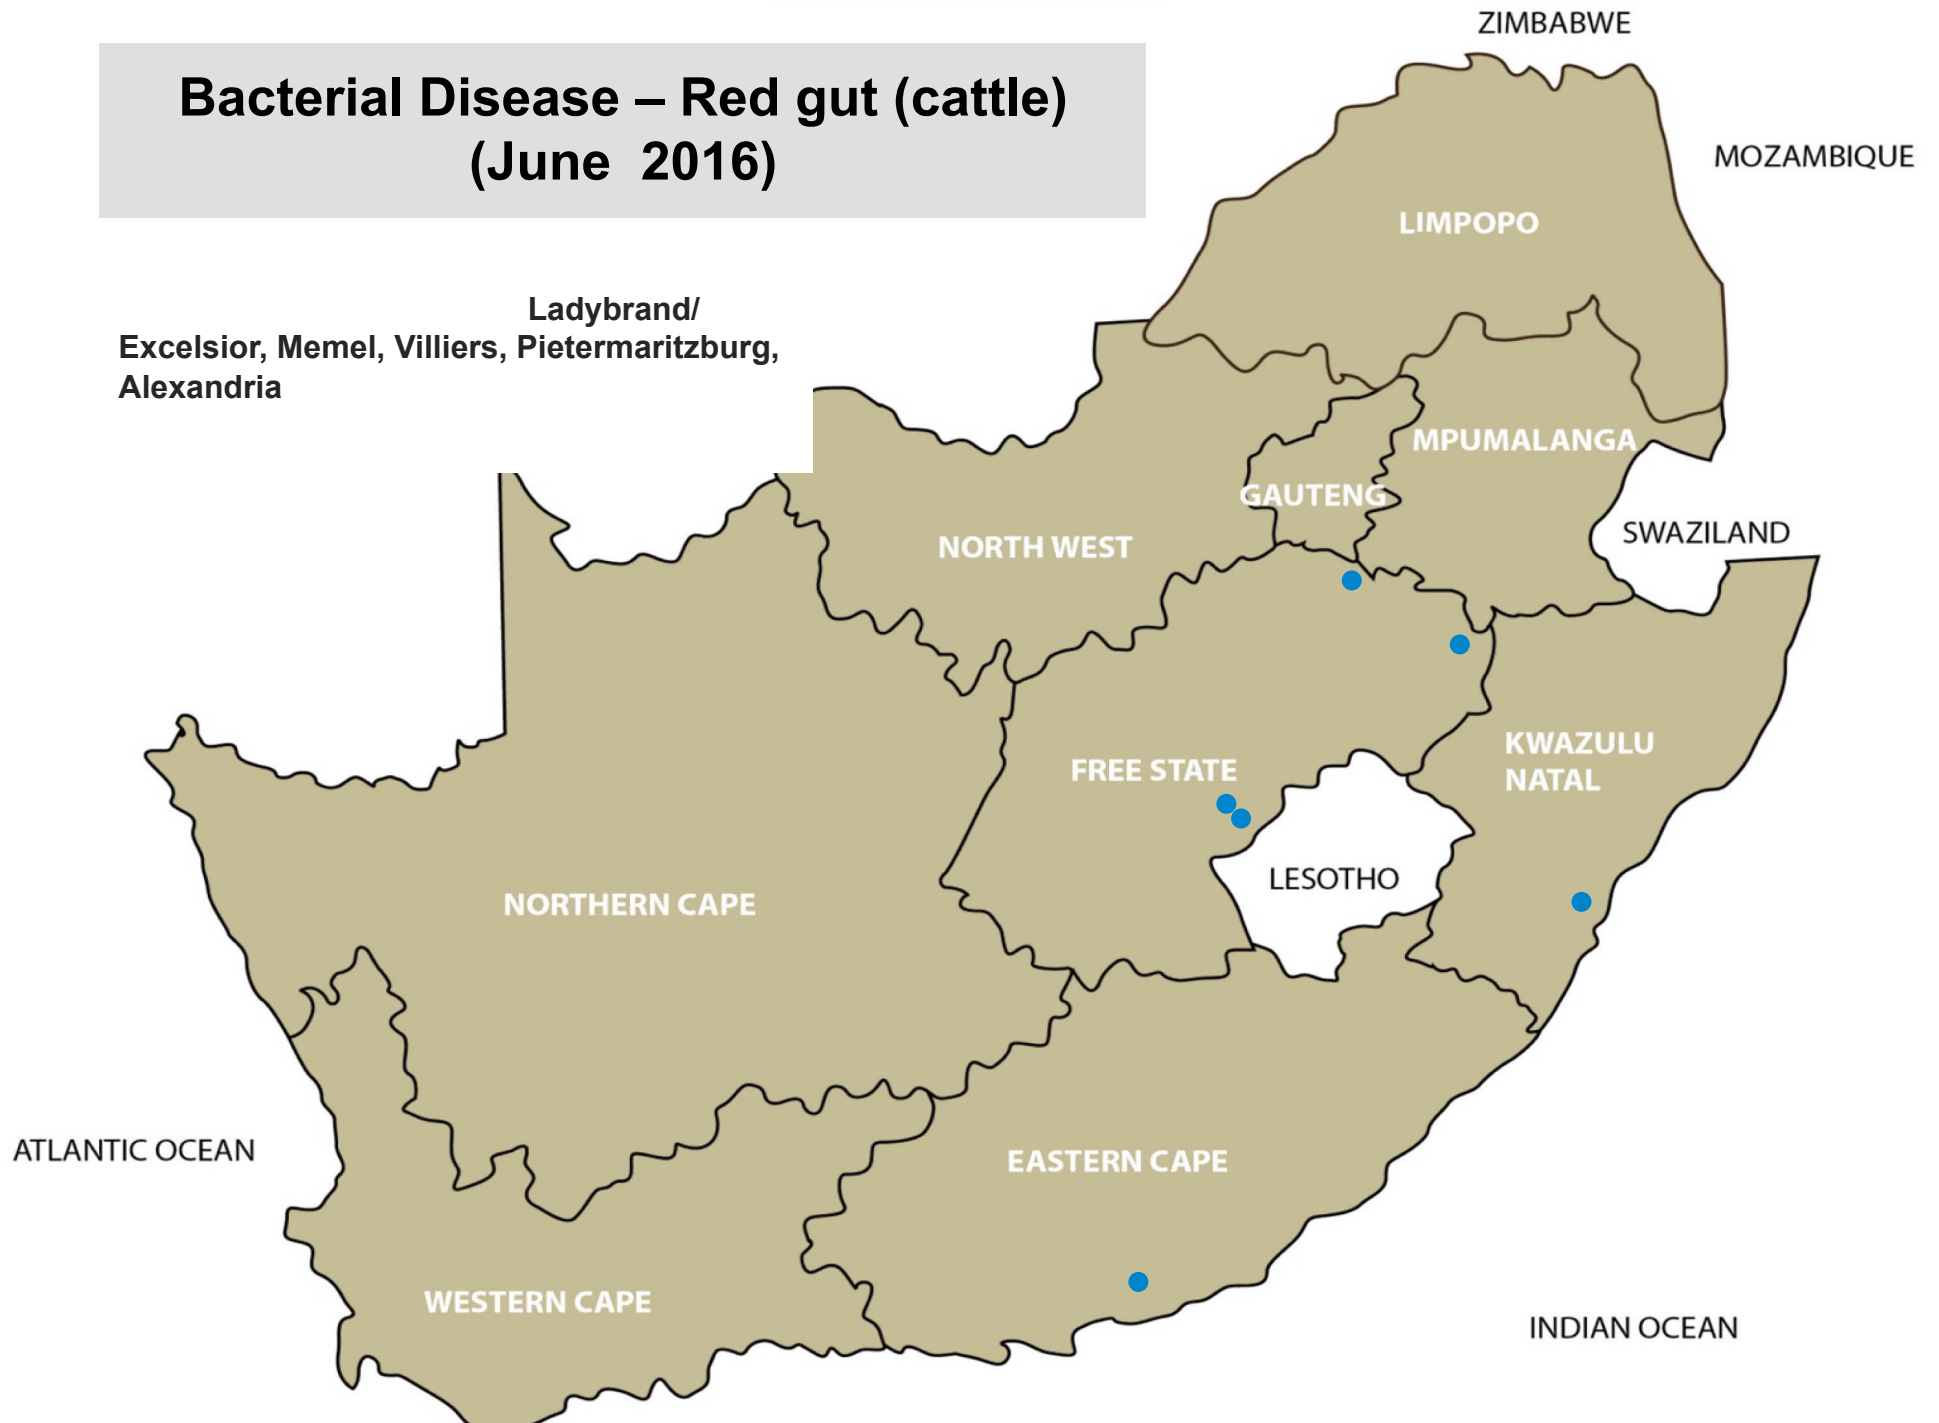 Bacterial Disease – Red gut (cattle)
(June 2016)
Ladybrand/
Excelsior, Memel, Villiers, Pietermaritzburg,
Alexandria
ZIMBABWE
MOZAMBIQUE
LIMPOPO
MPUMALANGA
GAUTENG
SWAZILAND
NORTH WEST
KWAZULU
NATAL
FREE STATE
LESOTHO
NORTHERN CAPE
ATLANTIC OCEAN
EASTERN CAPE
WESTERN CAPE
INDIAN OCEAN